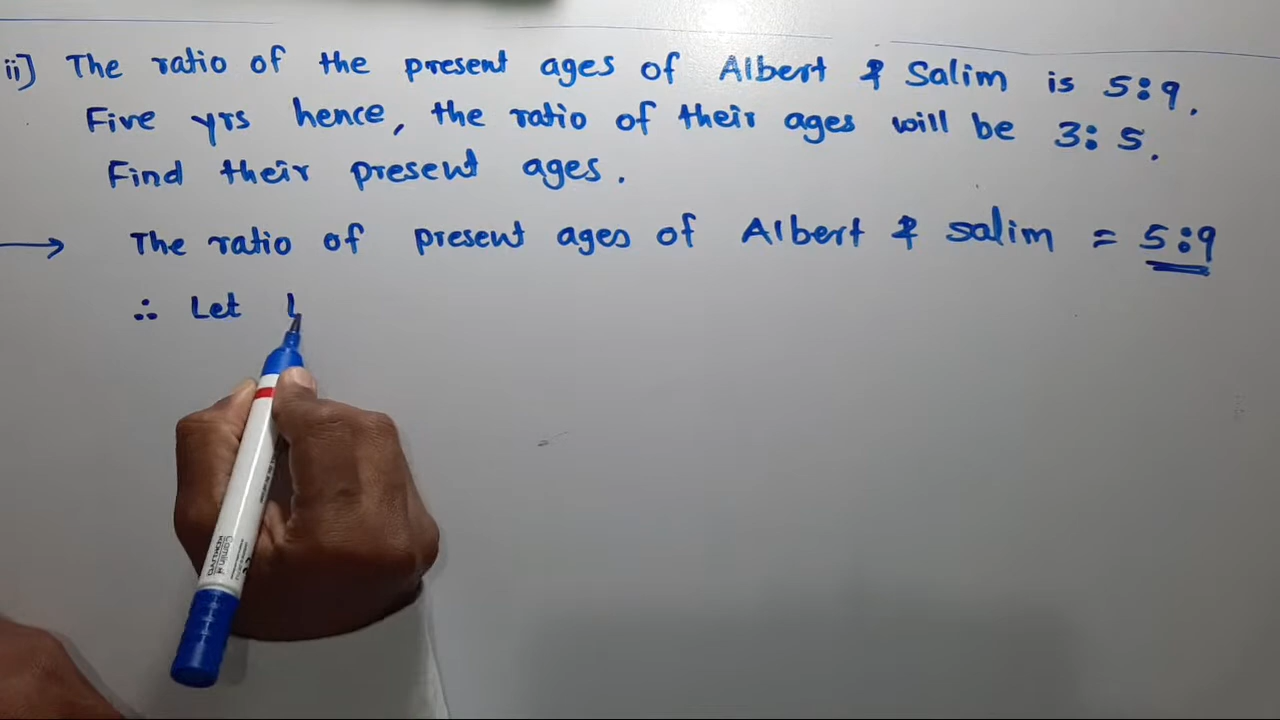 ii] The ratio of the present ages of Albert & Salim is 5:9.
Five yrs hence, the ratio of their ages will be 3:5.
Find their present ages.
→ The ratio of present ages of Albert & salim = 5:9
∴ Let